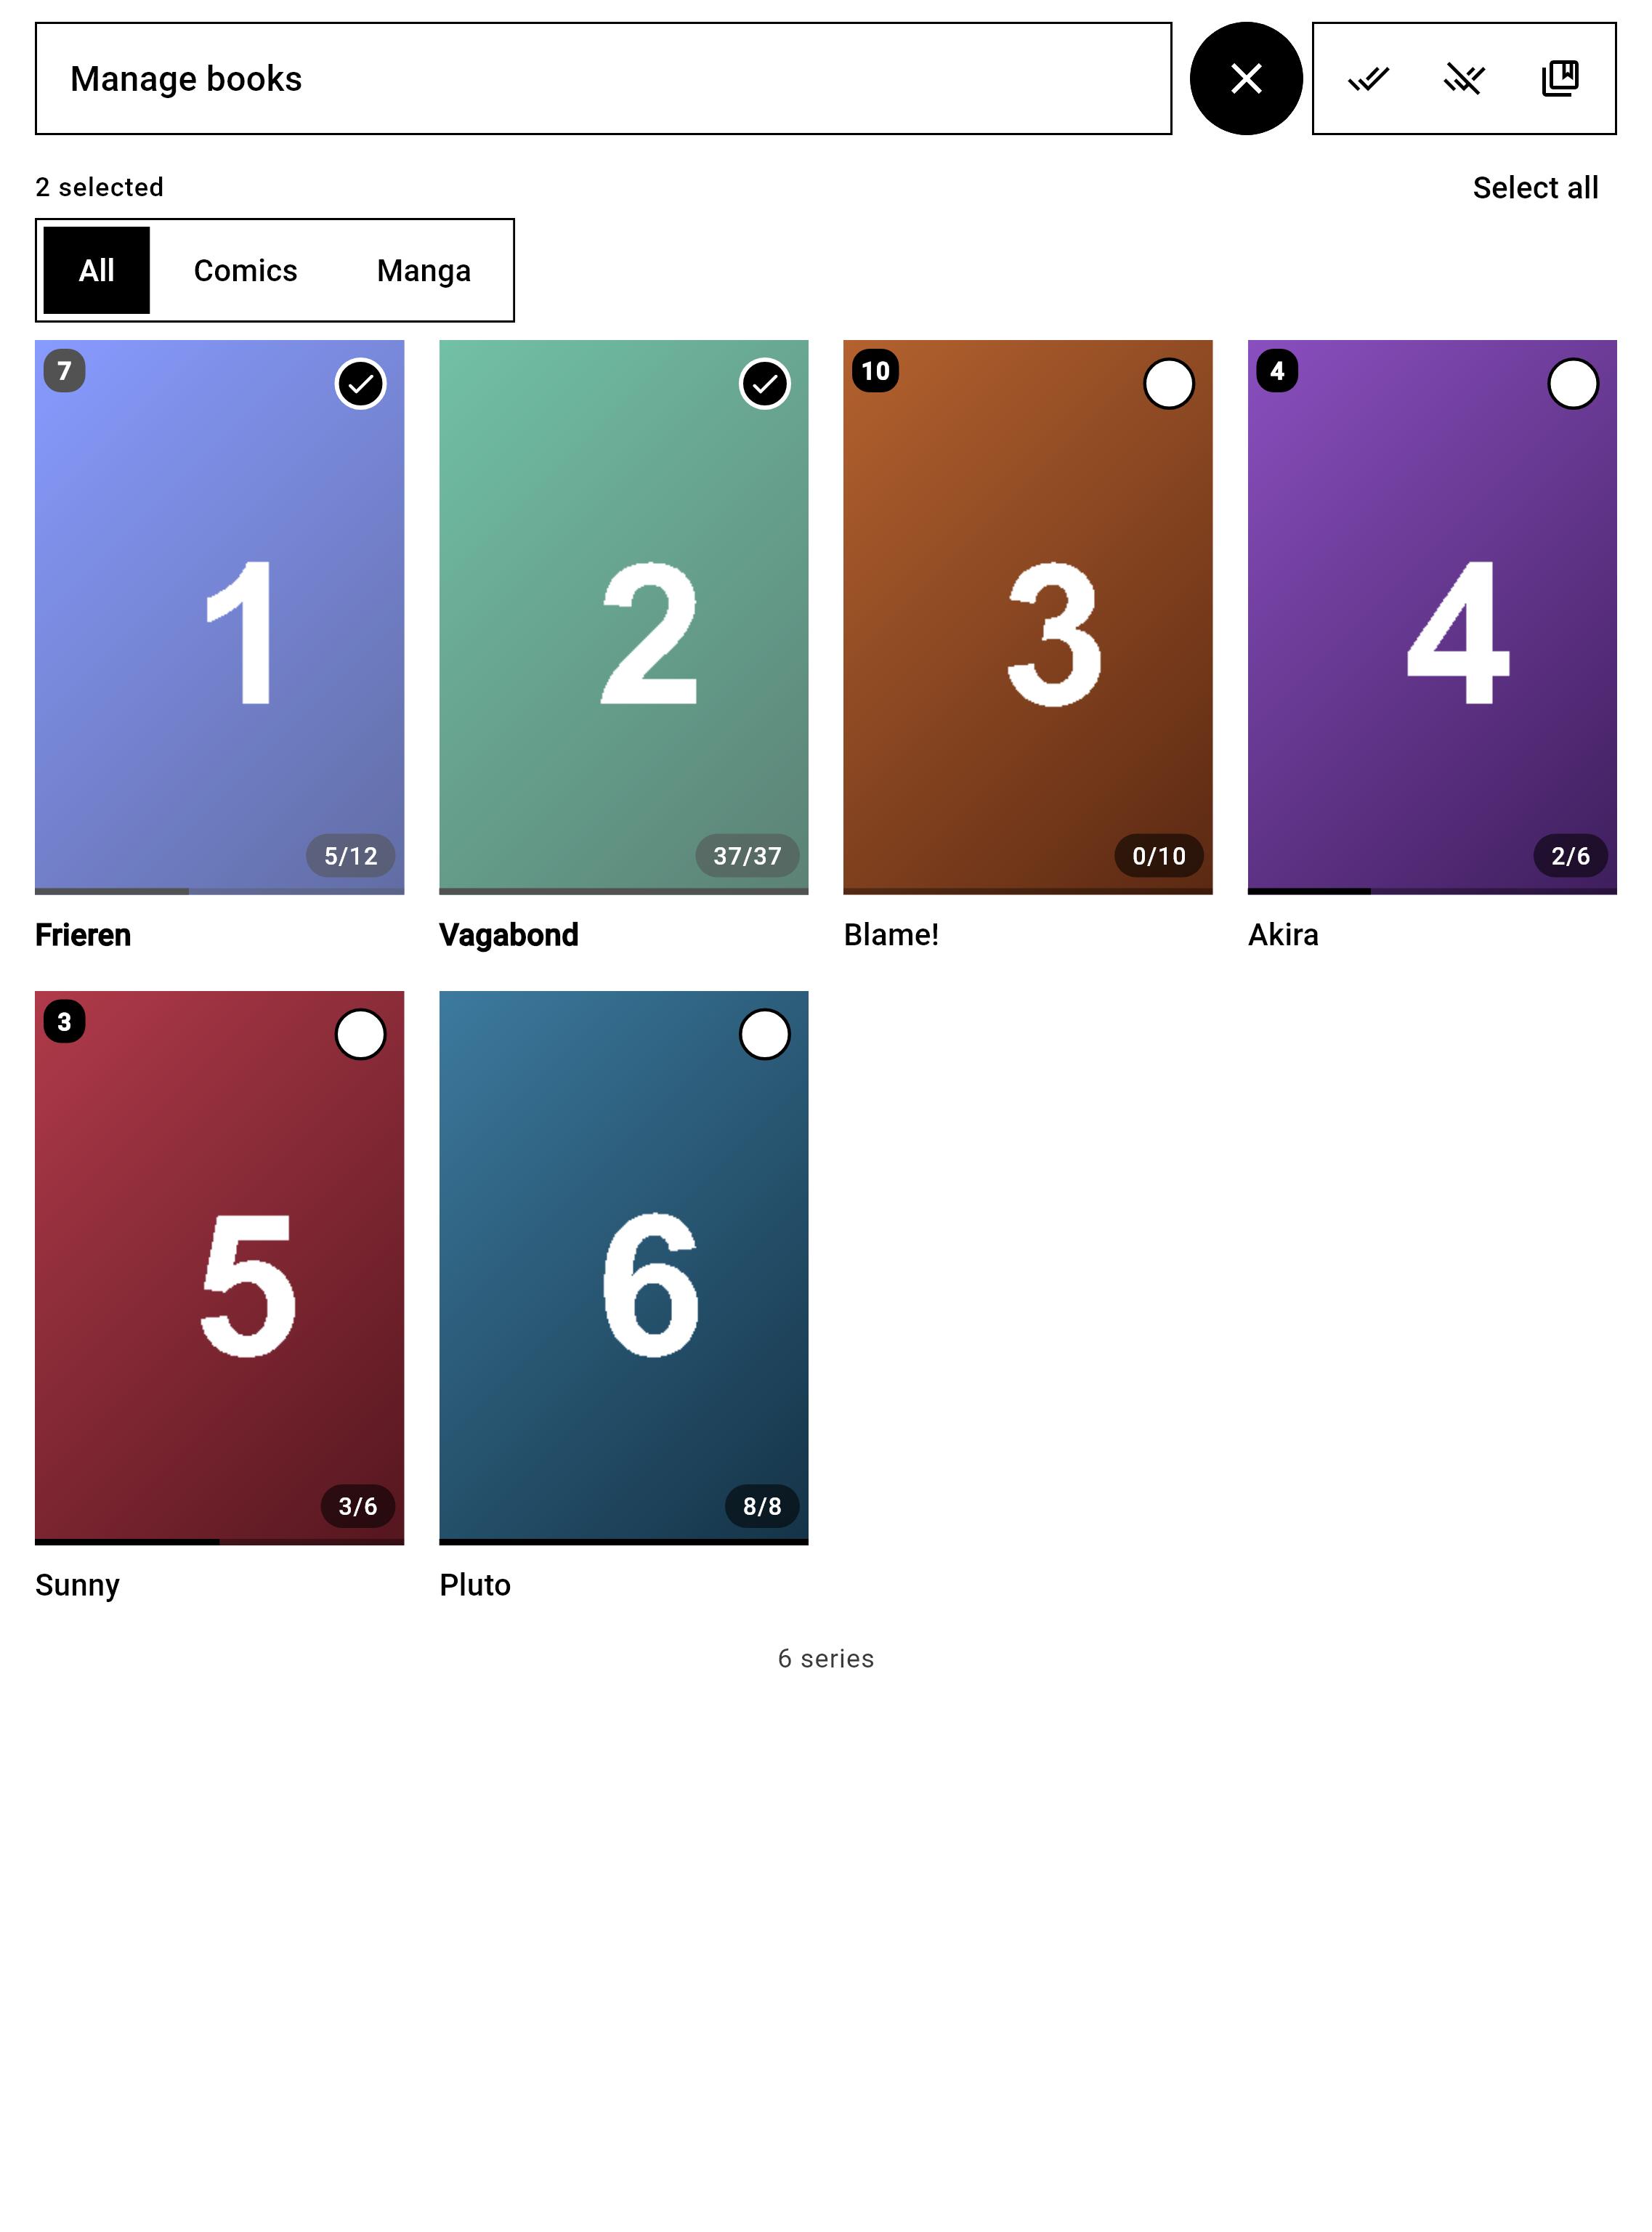 Manage books
2 selected
Select all
All Comics Manga
7
1
5/12
Frieren
2
37/37
Vagabond
10
3
0/10
Blame!
4
4
2/6
Akira
3
5
3/6
Sunny
6
8/8
Pluto
6 series